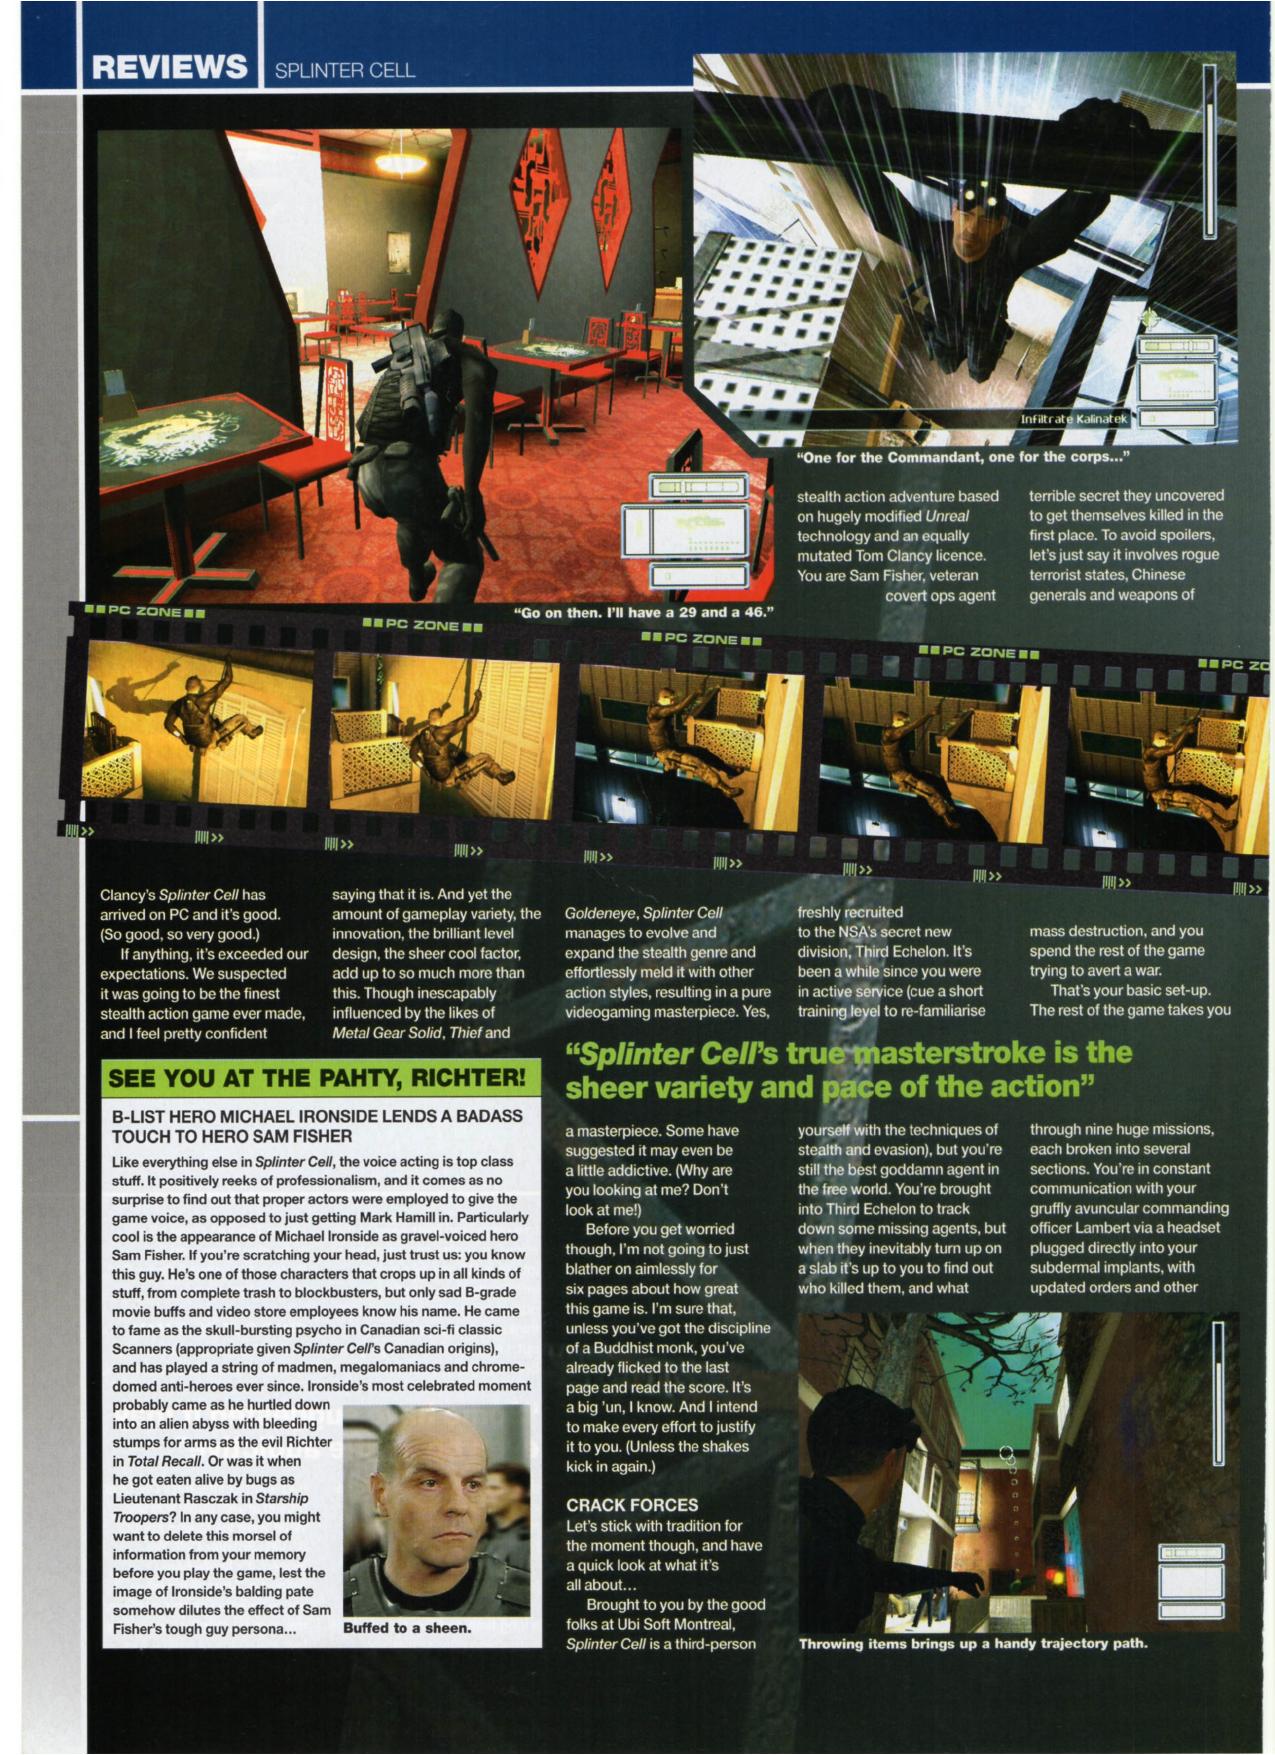 REVIEWS
SPLINTER CELL
Infiltrate Kalinatek
"One for the Commandant, one for the corps..."
"Go on then. I'll have a 29 and a 46."
PC ZONE
PC ZONE
PC ZONE
PC ZONE
PC ZO
Clancy's Splinter Cell has
arrived on PC and it's good.
(So good, so very good.)
If anything, it's exceeded our
expectations. We suspected
it was going to be the finest
stealth action game ever made,
and I feel pretty confident
saying that it is. And yet the
amount of gameplay variety, the
innovation, the brilliant level
design, the sheer cool factor,
add up to so much more than
this. Though inescapably
influenced by the likes of
Metal Gear Solid, Thief and
Goldeneye, Splinter Cell
manages to evolve and
expand the stealth genre and
effortlessly meld it with other
action styles, resulting in a pure
videogaming masterpiece. Yes,
a masterpiece. Some have
suggested it may even be
a little addictive. (Why are
you looking at me? Don't
look at me!)
Before you get worried
though, I'm not going to just
blather on aimlessly for
six pages about how great
this game is. I'm sure that,
unless you've got the discipline
of a Buddhist monk, you've
already flicked to the last
page and read the score. It's
a big 'un, I know. And I intend
to make every effort to justify
it to you. (Unless the shakes
kick in again.)
CRACK FORCES
Let's stick with tradition for
the moment though, and have
a quick look at what it's
all about...
Brought to you by the good
folks at Ubi Soft Montreal,
Splinter Cell is a third-person
stealth action adventure based
on hugely modified Unreal
technology and an equally
mutated Tom Clancy licence.
You are Sam Fisher, veteran
covert ops agent
freshly recruited
to the NSA's secret new
division, Third Echelon. It's
been a while since you were
in active service (cue a short
training level to re-familiarise
yourself with the techniques of
stealth and evasion), but you're
still the best goddamn agent in
the free world. You're brought
into Third Echelon to track
down some missing agents, but
when they inevitably turn up on
a slab it's up to you to find out
who killed them, and what
terrible secret they uncovered
to get themselves killed in the
first place. To avoid spoilers,
let's just say it involves rogue
terrorist states, Chinese
generals and weapons of
mass destruction, and you
spend the rest of the game
trying to avert a war.
That's your basic set-up.
The rest of the game takes you
through nine huge missions,
each broken into several
sections. You're in constant
communication with your
gruffly avuncular commanding
officer Lambert via a headset
plugged directly into your
subdermal implants, with
updated orders and other
"Splinter Cell's true masterstroke is the
sheer variety and pace of the action"
SEE YOU AT THE PAHTY, RICHTER!
B-LIST HERO MICHAEL IRONSIDE LENDS A BADASS
TOUCH TO HERO SAM FISHER
Like everything else in Splinter Cell, the voice acting is top class
stuff. It positively reeks of professionalism, and it comes as no
surprise to find out that proper actors were employed to give the
game voice, as opposed to just getting Mark Hamill in. Particularly
cool is the appearance of Michael Ironside as gravel-voiced hero
Sam Fisher. If you're scratching your head, just trust us: you know
this guy. He's one of those characters that crops up in all kinds of
stuff, from complete trash to blockbusters, but only sad B-grade
movie buffs and video store employees know his name. He came
to fame as the skull-bursting psycho in Canadian sci-fi classic
Scanners (appropriate given Splinter Cell's Canadian origins),
and has played a string of madmen, megalomaniacs and chrome-
domed anti-heroes ever since. Ironside's most celebrated moment
probably came as he hurtled down
into an alien abyss with bleeding
stumps for arms as the evil Richter
in Total Recall. Or was it when
he got eaten alive by bugs as
Lieutenant Rasczak in Starship
Troopers? In any case, you might
want to delete this morsel of
information from your memory
before you play the game, lest the
image of Ironside's balding pate
somehow dilutes the effect of Sam
Fisher's tough guy persona...
Buffed to a sheen.
Throwing items brings up a handy trajectory path.